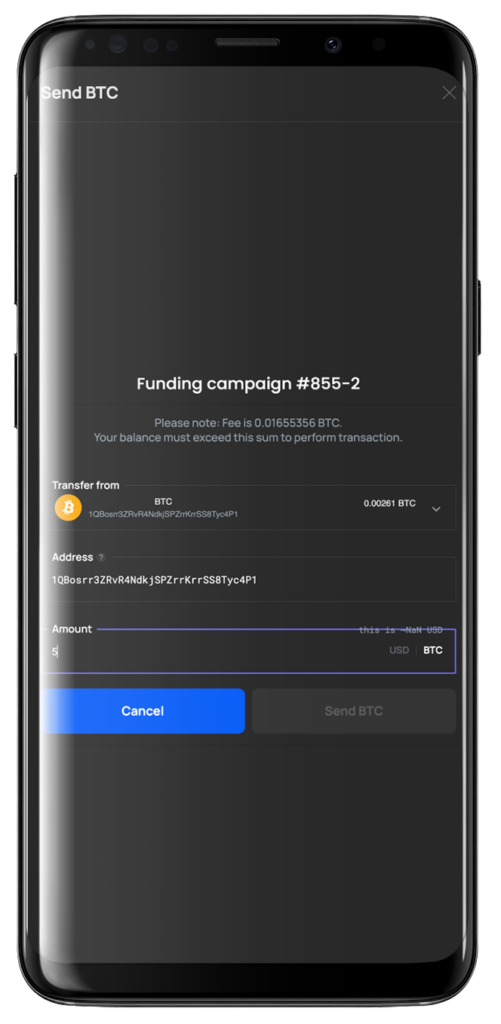 Send BTC
Funding campaign #855-2
Please note: Fee is 0.01655356 BTC.
Your balance must exceed this sum to perform transaction.
Transfer from
BTC
0.00261 BTC
1QBosrr3ZRvR4NdkjSPZrrKrrSS8Tyc4P1
Address ?
1QBosrr3ZRvR4NdkjSPZrrKrrSS8Tyc4P1
Amount
this is ~NaN USD
5
USD
BTC
Cancel
Send BTC